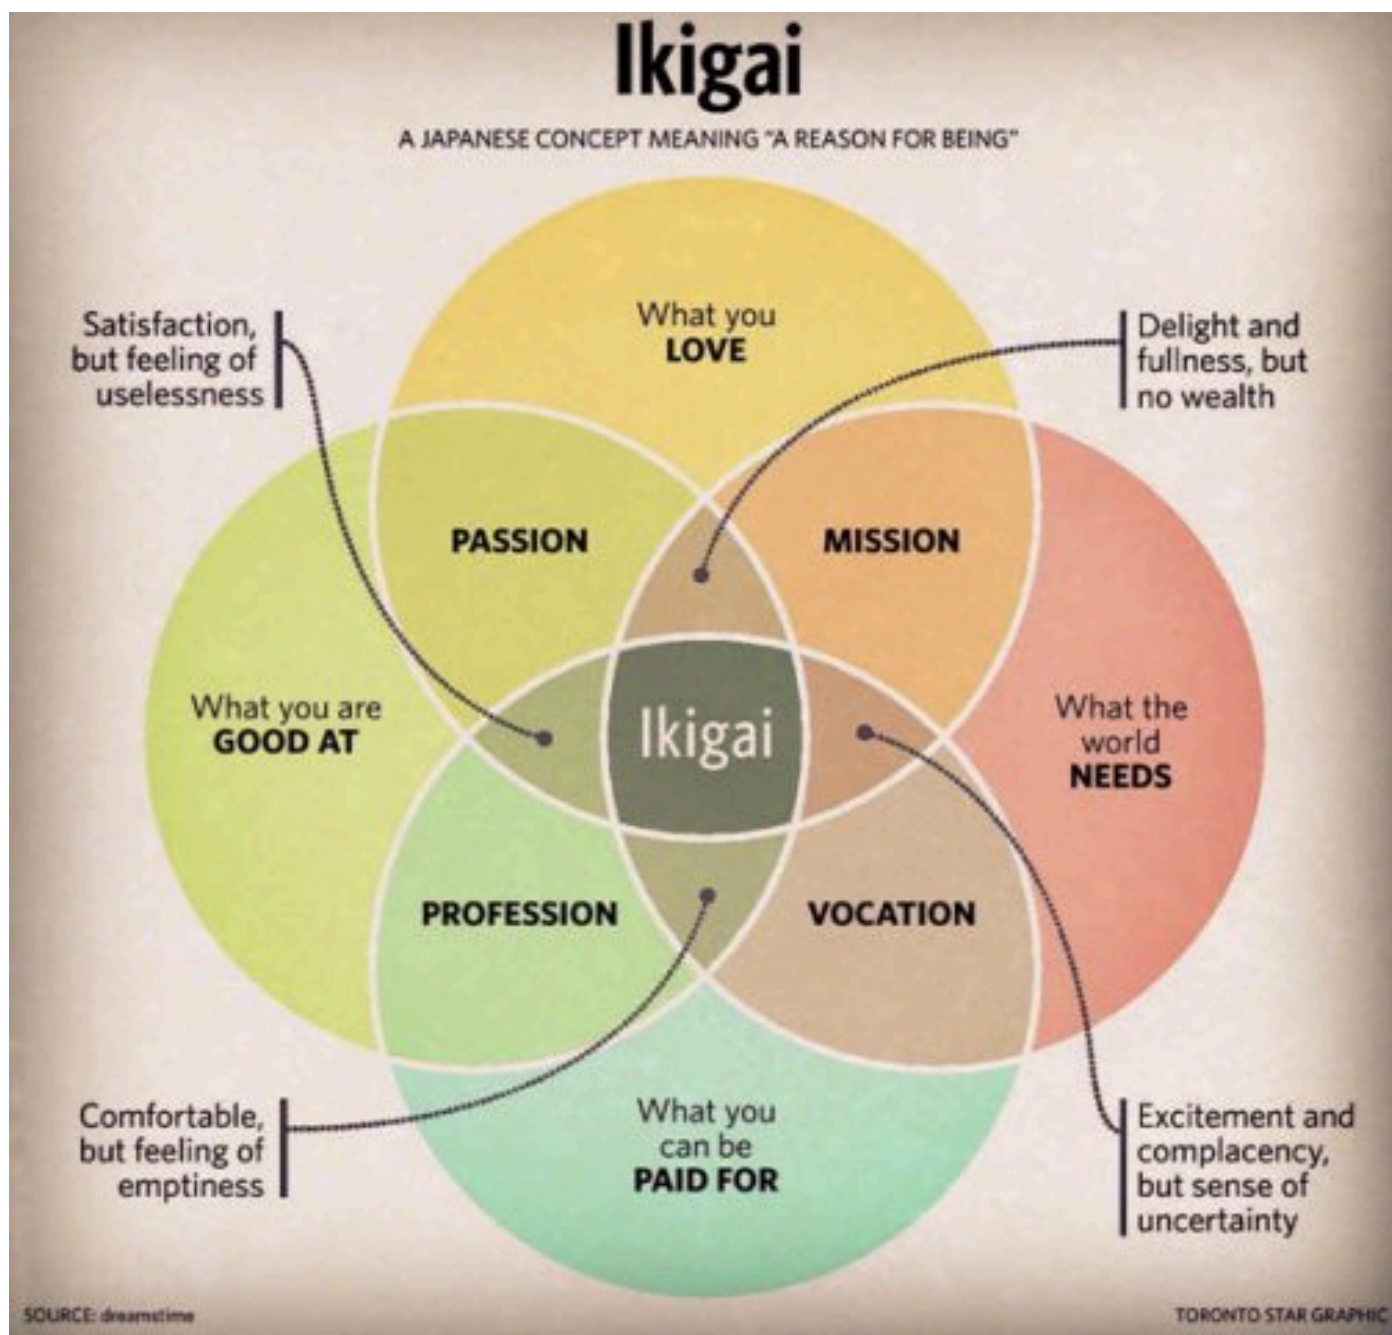 Ikigai
A JAPANESE CONCEPT MEANING "A REASON FOR BEING"
What you
LOVE
Satisfaction,
but feeling of
uselessness
Delight and
fullness, but
no wealth
PASSION
MISSION
What you are
GOOD AT
Ikigai
What the
world
NEEDS
PROFESSION
VOCATION
What you
can be
PAID FOR
Comfortable,
but feeling of
emptiness
Excitement and
complacency,
but sense of
uncertainty
SOURCE: dreamstime
TORONTO STAR GRAPHIC